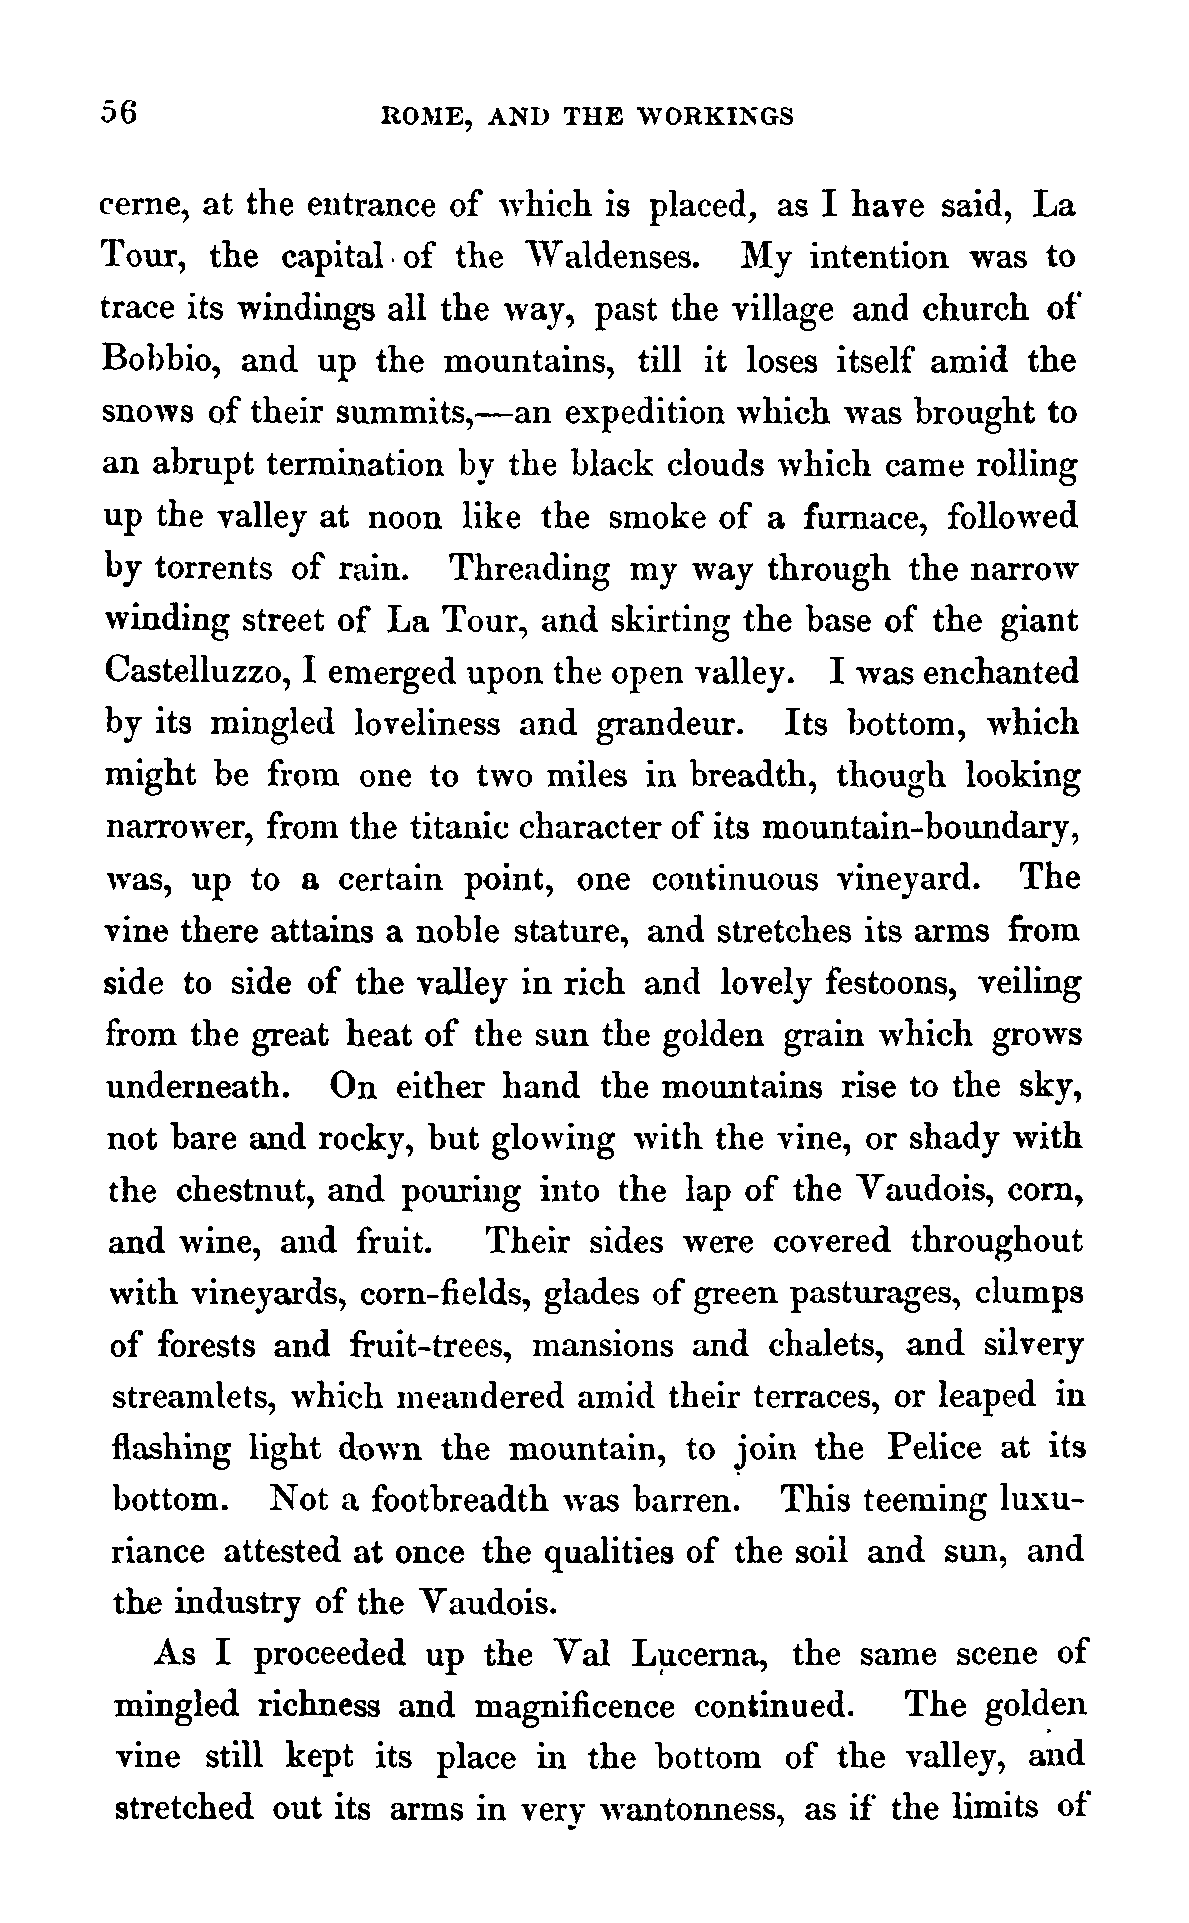 56 ROME, AND THE WORKINGS
cerne, at the entrance of which is placed, as I have said, La
Tour, the capital of the Waldenses. My intention was to
trace its windings all the way, past the village and church of
Bobbio, and up the mountains, till it loses itself amid the
snows of their summits,—an expedition which was brought to
an abrupt termination by the black clouds which came rolling
up the valley at noon like the smoke of a furnace, followed
by torrents of rain. Threading my way through the narrow
winding street of La Tour, and skirting the base of the giant
Castelluzzo, I emerged upon the open valley. I was enchanted
by its mingled loveliness and grandeur. Its bottom, which
might be from one to two miles in breadth, though looking
narrower, from the titanic character of its mountain-boundary,
was, up to a certain point, one continuous vineyard. The
vine there attains a noble stature, and stretches its arms from
side to side of the valley in rich and lovely festoons, veiling
from the great heat of the sun the golden grain which grows
underneath. On either hand the mountains rise to the sky,
not bare and rocky, but glowing with the vine, or shady with
the chestnut, and pouring into the lap of the Vaudois, corn,
and wine, and fruit. Their sides were covered throughout
with vineyards, corn-fields, glades of green pasturages, clumps
of forests and fruit-trees, mansions and chalets, and silvery
streamlets, which meandered amid their terraces, or leaped in
flashing light down the mountain, to join the Pelice at its
bottom. Not a footbreadth was barren. This teeming luxu-
riance attested at once the qualities of the soil and sun, and
the industry of the Vaudois.
As I proceeded up the Val Lucerna, the same scene of
mingled richness and magnificence continued. The golden
vine still kept its place in the bottom of the valley, and
stretched out its arms in very wantonness, as if the limits of